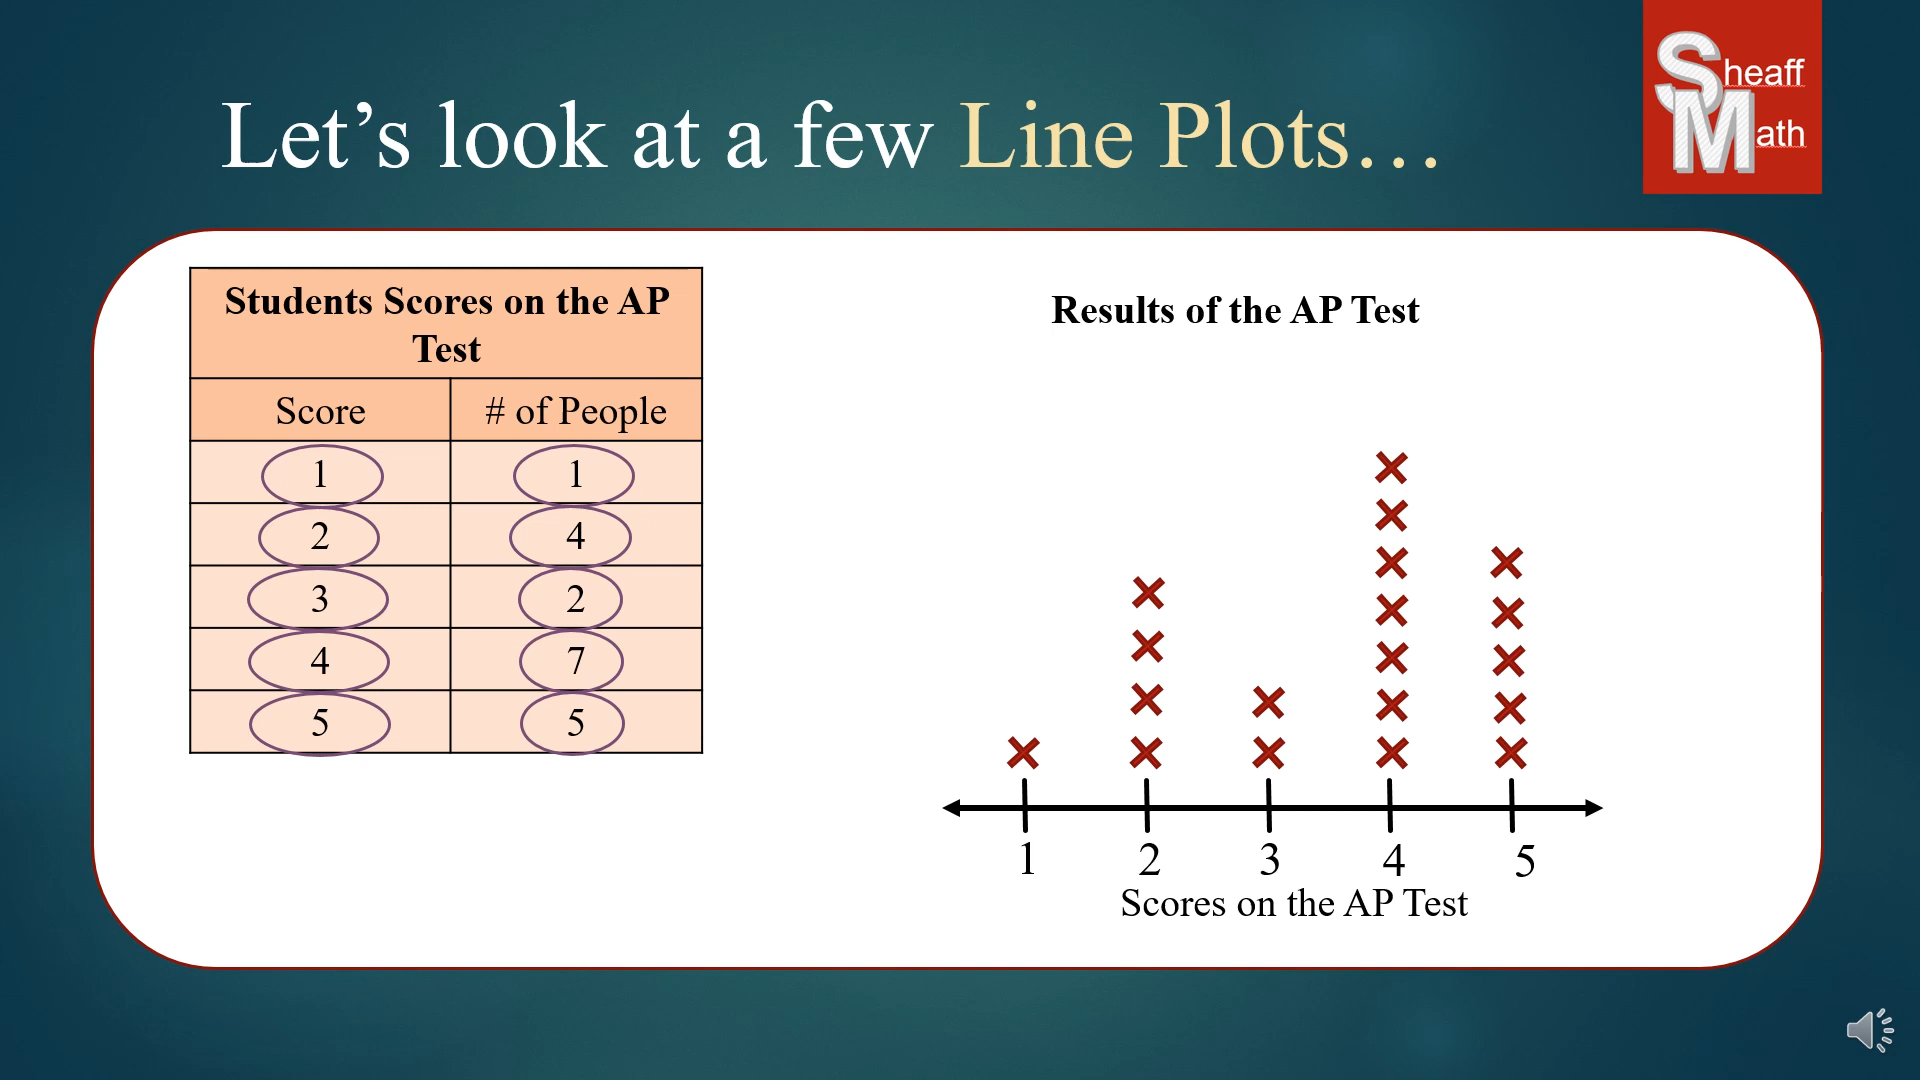 Let’s look at a few Line Plots…
Sheaff
Math
Students Scores on the AP
Test
Score # of People
1 1
2 4
3 2
4 7
5 5
Results of the AP Test
1 2 3 4 5
Scores on the AP Test